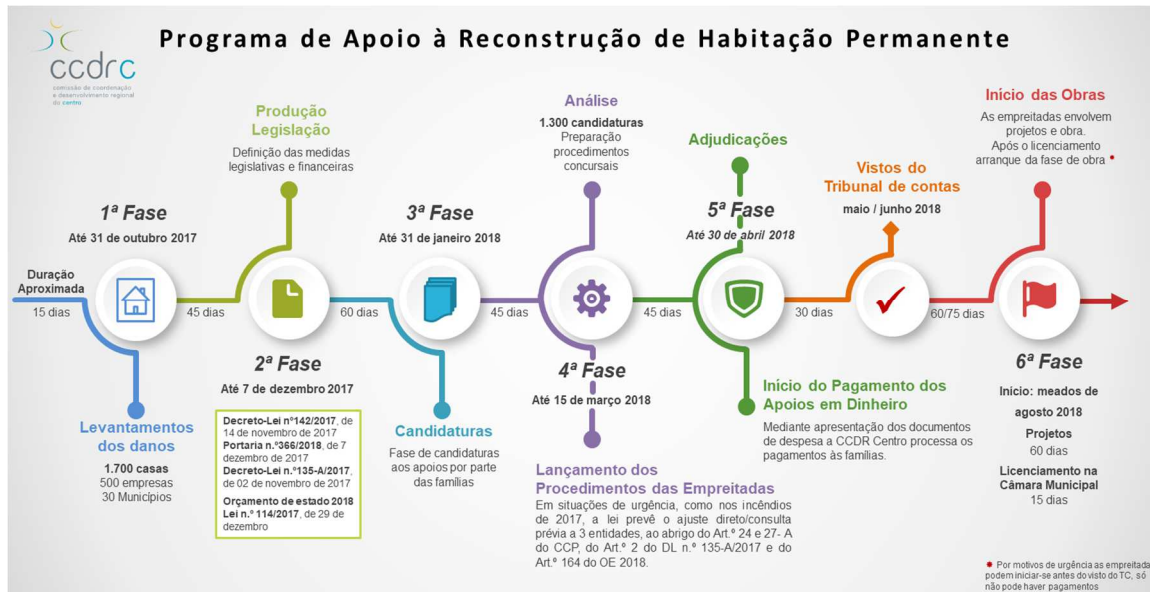 Programa de Apoio à Reconstrução de Habitação Permanente
ccdrc
comissão de coordenação
e desenvolvimento regional
do centro
Duração
Aproximada
15 dias
1ª Fase
Até 31 de outubro 2017
Levantamentos
dos danos
1.700 casas
500 empresas
30 Municípios
45 dias
Produção
Legislação
Definição das medidas
legislativas e financeiras
2ª Fase
Até 7 de dezembro 2017
Decreto-Lei nº142/2017, de
14 de novembro de 2017
Portaria n.º366/2018, de 7
dezembro de 2017
Decreto-Lei n.º135-A/2017,
de 02 de novembro de 2017
Orçamento de estado 2018
Lei n.º 114/2017, de 29 de
dezembro
60 dias
3ª Fase
Até 31 de janeiro 2018
Candidaturas
Fase de candidaturas
aos apoios por parte
das famílias
45 dias
Análise
1.300 candidaturas
Preparação
procedimentos
concursais
4ª Fase
Até 15 de março 2018
Lançamento dos
Procedimentos das Empreitadas
Em situações de urgência, como nos incêndios
de 2017, a lei prevê o ajuste direto/consulta
prévia a 3 entidades, ao abrigo do Art.º 24 e 27- A
do CCP, do Art.º 2 do DL n.º 135-A/2017 e do
Art.º 164 do OE 2018.
45 dias
Adjudicações
5ª Fase
Até 30 de abril 2018
Início do Pagamento dos
Apoios em Dinheiro
Mediante apresentação dos documentos
de despesa a CCDR Centro processa os
pagamentos às famílias.
30 dias
Vistos do
Tribunal de contas
maio / junho 2018
60/75 dias
Início das Obras
As empreitadas envolvem
projetos e obra.
Após o licenciamento
arranque da fase de obra *
6ª Fase
Início: meados de
agosto 2018
Projetos
60 dias
Licenciamento na
Câmara Municipal
15 dias
* Por motivos de urgência as empreitada
podem iniciar-se antes do visto do TC, só
não pode haver pagamentos